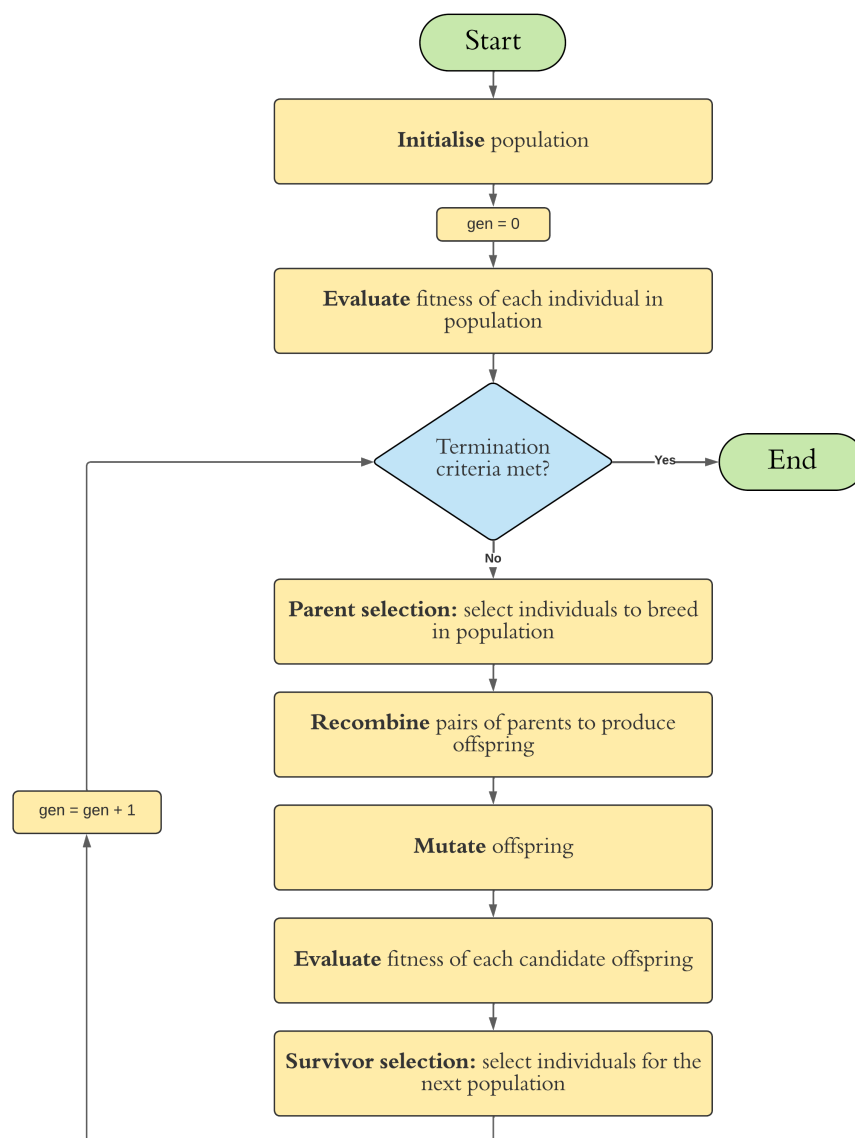 Start
Initialise population
gen = 0
Evaluate fitness of each individual in
population
Termination
criteria met?
Yes
End
No
Parent selection: select individuals to breed
in population
Recombine pairs of parents to produce
offspring
gen = gen + 1
Mutate offspring
Evaluate fitness of each candidate offspring
Survivor selection: select individuals for the
next population